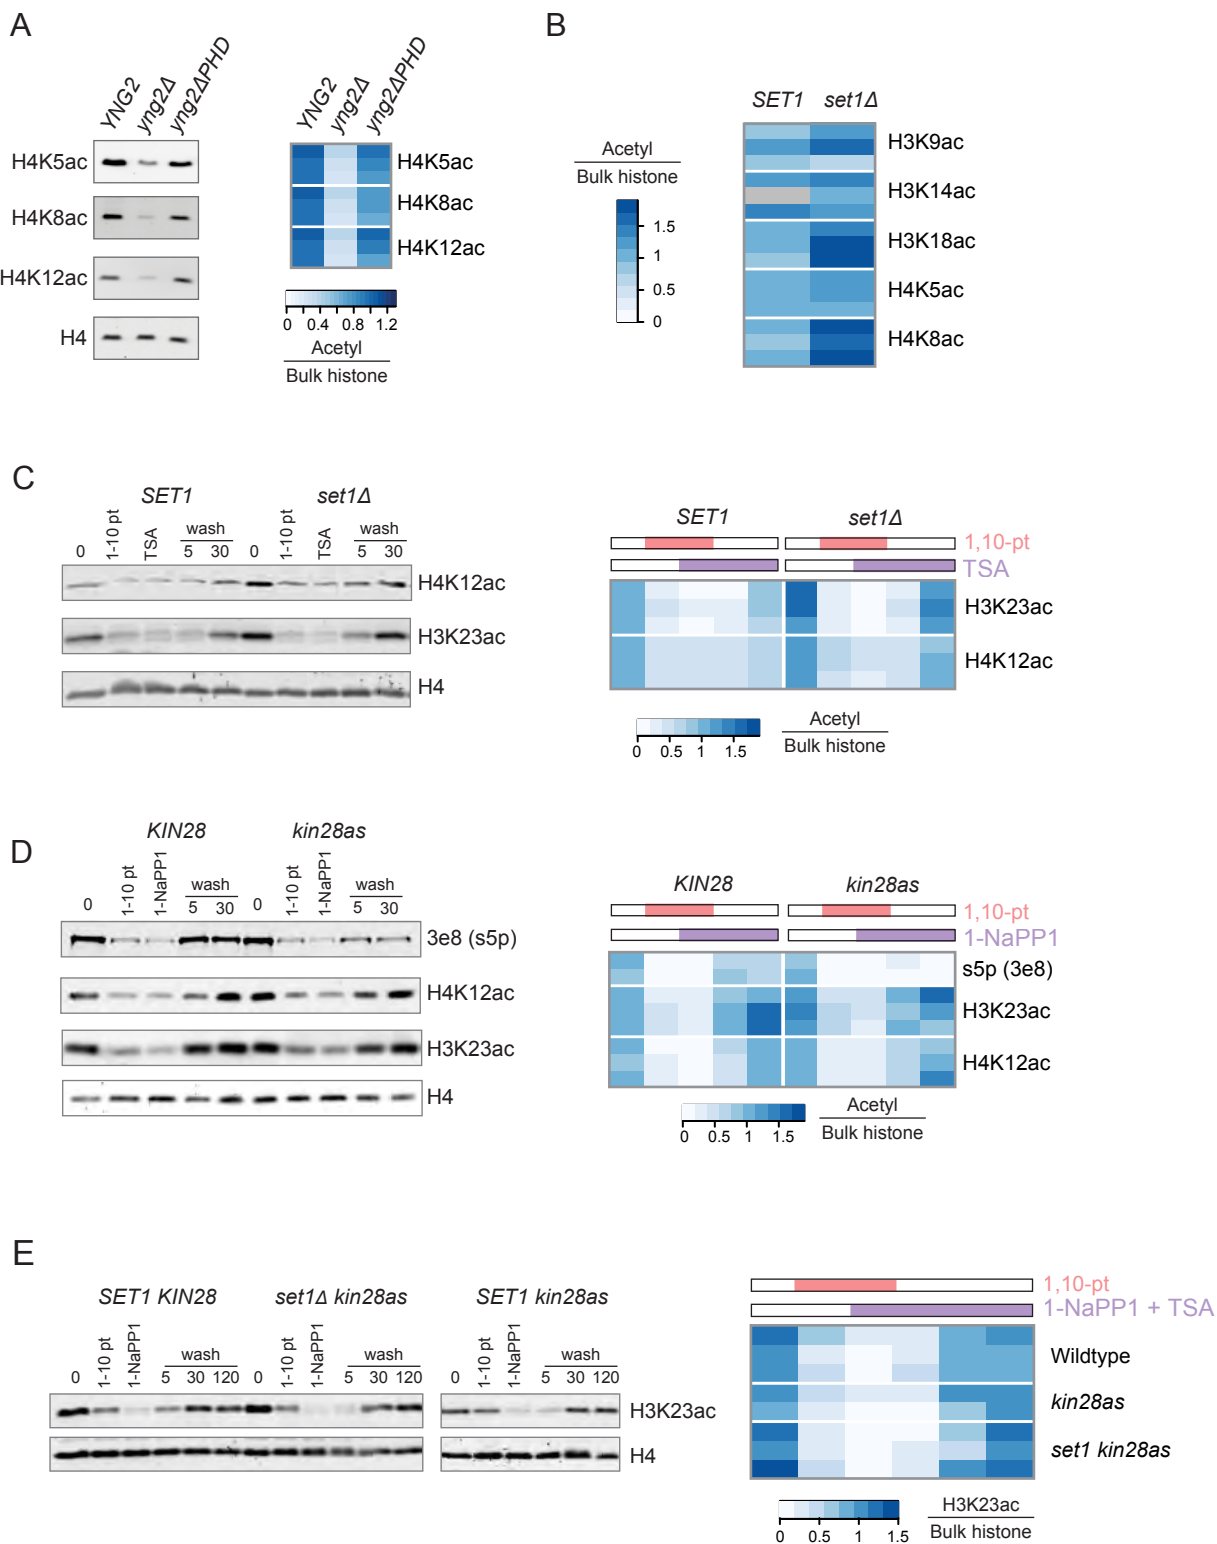 A
YNG2 yng2Δ yng2ΔPHD
H4K5ac
H4K8ac
H4K12ac
H4
YNG2 yng2Δ yng2ΔPHD
H4K5ac
H4K8ac
H4K12ac
0 0.4 0.8 1.2
Acetyl
Bulk histone
B
SET1 set1Δ
Acetyl
Bulk histone
1.5
1
0.5
0
H3K9ac
H3K14ac
H3K18ac
H4K5ac
H4K8ac
C
SET1 set1Δ
0 1-10 pt TSA wash 5 30 0 1-10 pt TSA wash 5 30
H4K12ac
H3K23ac
H4
SET1 set1Δ
1,10-pt
TSA
H3K23ac
H4K12ac
0 0.5 1 1.5
Acetyl
Bulk histone
D
KIN28 kin28as
0 1-10 pt 1-NaPP1 wash 5 30 0 1-10 pt 1-NaPP1 wash 5 30
3e8 (s5p)
H4K12ac
H3K23ac
H4
KIN28 kin28as
1,10-pt
1-NaPP1
s5p (3e8)
H3K23ac
H4K12ac
0 0.5 1 1.5
Acetyl
Bulk histone
E
SET1 KIN28 set1Δ kin28as SET1 kin28as
0 1-10 pt 1-NaPP1 wash 5 30 120 0 1-10 pt 1-NaPP1 wash 5 30 120 0 1-10 pt 1-NaPP1 wash 5 30 120
H3K23ac
H4
1,10-pt
1-NaPP1 + TSA
Wildtype
kin28as
set1 kin28as
0 0.5 1 1.5
H3K23ac
Bulk histone